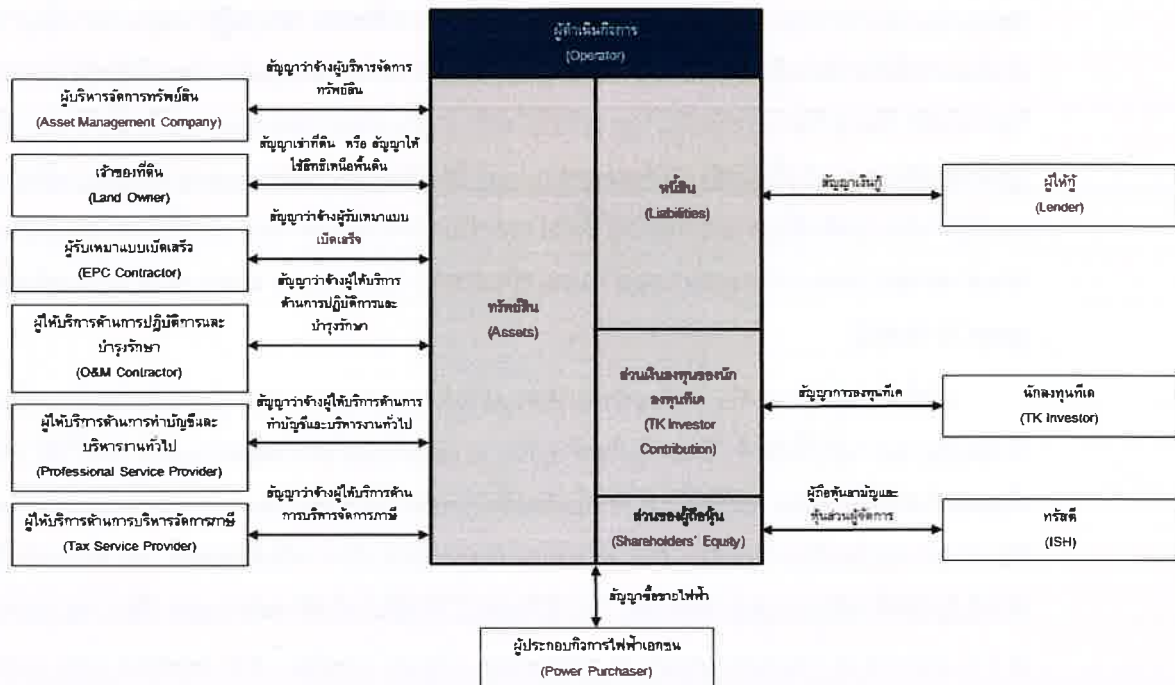 ผู้ดำเนินกิจการ
(Operator)
สัญญาว่าจ้างผู้บริหารจัดการ
ทรัพย์สิน
ผู้บริหารจัดการทรัพย์สิน
(Asset Management Company)
สัญญาเช่าที่ดิน หรือ สัญญาให้
ใช้สิทธิเหนือพื้นดิน
เจ้าของที่ดิน
(Land Owner)
สัญญาว่าจ้างผู้รับเหมาแบบ
เบ็ดเสร็จ
ผู้รับเหมาแบบเบ็ดเสร็จ
(EPC Contractor)
สัญญาว่าจ้างผู้ให้บริการ
ด้านการปฏิบัติการและ
บำรุงรักษา
ผู้ให้บริการด้านการปฏิบัติการและ
บำรุงรักษา
(O&M Contractor)
สัญญาว่าจ้างผู้ให้บริการด้านการ
ทำบัญชีและบริหารงานทั่วไป
ผู้ให้บริการด้านการทำบัญชีและ
บริหารงานทั่วไป
(Professional Service Provider)
สัญญาว่าจ้างผู้ให้บริการด้าน
การบริหารจัดการภาษี
ผู้ให้บริการด้านการบริหารจัดการภาษี
(Tax Service Provider)
ทรัพย์สิน
(Assets)
หนี้สิน
(Liabilities)
สัญญาเงินกู้
ผู้ให้กู้
(Lender)
ส่วนเงินลงทุนของนัก
ลงทุนทีเค
(TK Investor
Contribution)
สัญญาการลงทุนทีเค
นักลงทุนทีเค
(TK Investor)
ส่วนของผู้ถือหุ้น
(Shareholders' Equity)
ผู้ถือหุ้นสามัญและ
หุ้นส่วนผู้จัดการ
ทรัสตี
(ISH)
สัญญาซื้อขายไฟฟ้า
ผู้ประกอบกิจการไฟฟ้าเอกชน
(Power Purchaser)